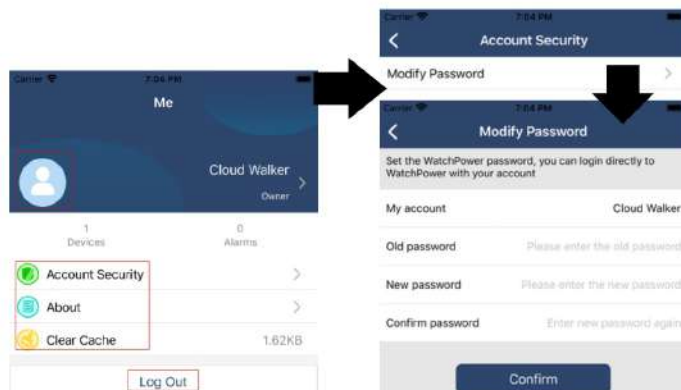 Carrier 7:04 PM
Me
Cloud Walker
Owner
1
Devices
0
Alarms
Account Security
About
Clear Cache 1.62KB
Log Out
Carrier 7:04 PM
Account Security
Modify Password
Carrier 7:04 PM
Modify Password
Set the WatchPower password, you can login directly to
WatchPower with your account
My account Cloud Walker
Old password Please enter the old password
New password Please enter the new password
Confirm password Enter new password again
Confirm